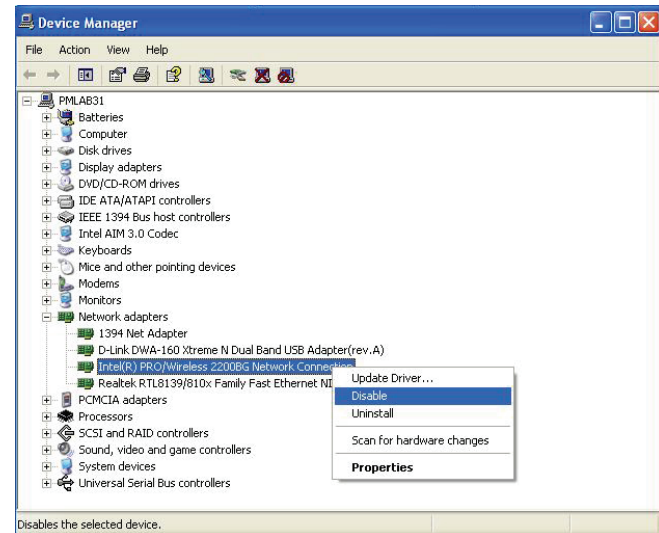 Device Manager
File Action View Help
PMLAB31
Batteries
Computer
Disk drives
Display adapters
DVD/CD-ROM drives
IDE ATA/ATAPI controllers
IEEE 1394 Bus host controllers
Intel AIM 3.0 Codec
Keyboards
Mice and other pointing devices
Modems
Monitors
Network adapters
1394 Net Adapter
D-Link DWA-160 Xtreme N Dual Band USB Adapter(rev.A)
Intel(R) PRO/Wireless 2200BG Network Connection
Realtek RTL8139/810x Family Fast Ethernet NI
PCMCIA adapters
Processors
SCSI and RAID controllers
Sound, video and game controllers
System devices
Universal Serial Bus controllers
Update Driver...
Disable
Uninstall
Scan for hardware changes
Properties
Disables the selected device.